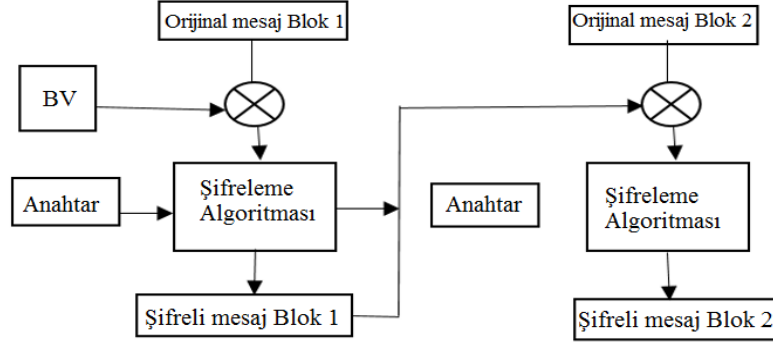 Orijinal mesaj Blok 1
Orijinal mesaj Blok 2
BV
Anahtar
Şifreleme
Algoritması
Anahtar
Şifreleme
Algoritması
Şifreli mesaj Blok 1
Şifreli mesaj Blok 2